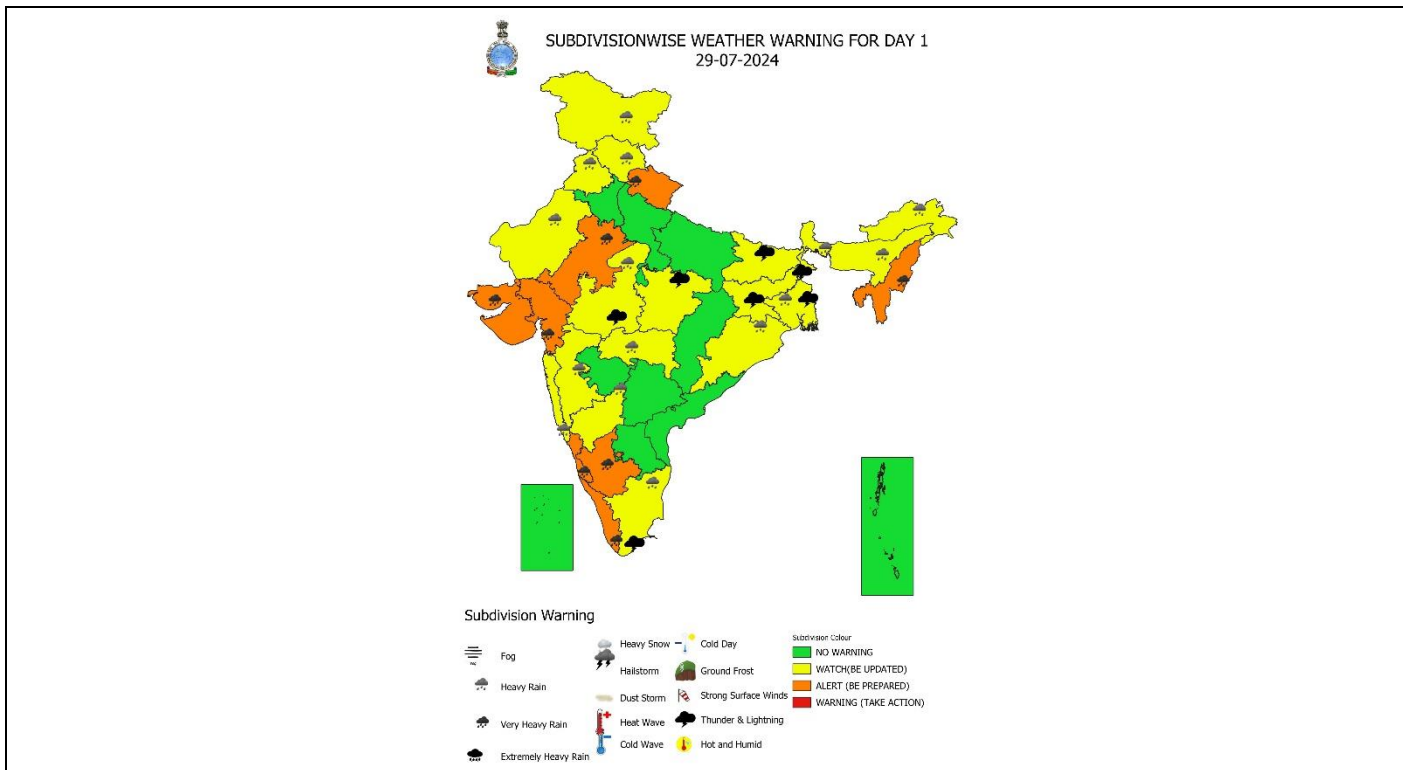 SUBDIVISIONWISE WEATHER WARNING FOR DAY 1
29-07-2024
Subdivision Warning
Fog
Heavy Rain
Very Heavy Rain
Extremely Heavy Rain
Heavy Snow
Hailstorm
Dust Storm
Heat Wave
Cold Wave
Cold Day
Ground Frost
Strong Surface Winds
Thunder & Lightning
Hot and Humid
Subdivision Colour
NO WARNING
WATCH(BE UPDATED)
ALERT (BE PREPARED)
WARNING (TAKE ACTION)